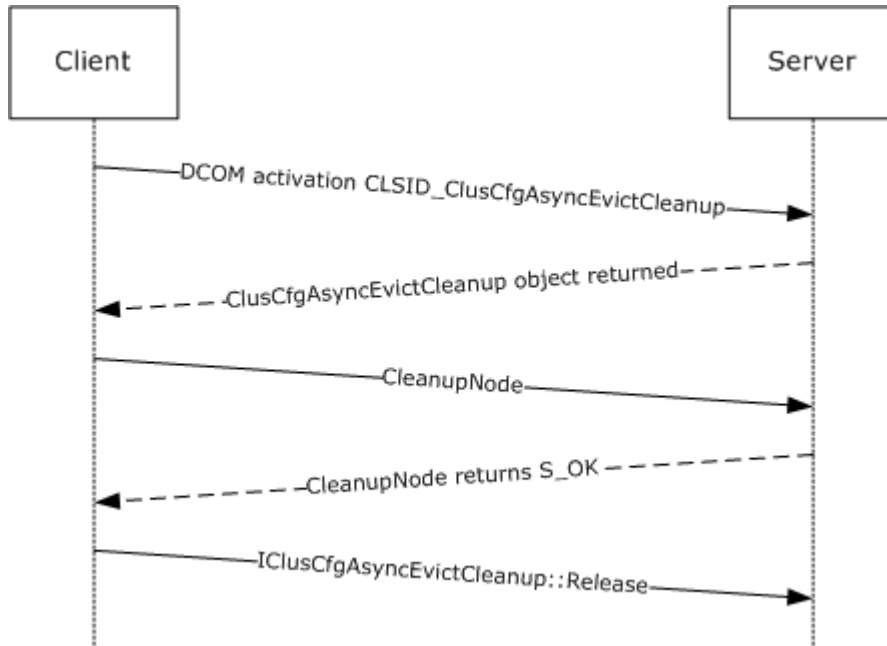 Client
Server
DCOM activation CLSID_ClusCfgAsyncEvictCleanup
ClusCfgAsyncEvictCleanup object returned
CleanupNode
CleanupNode returns S_OK
IClusCfgAsyncEvictCleanup::Release